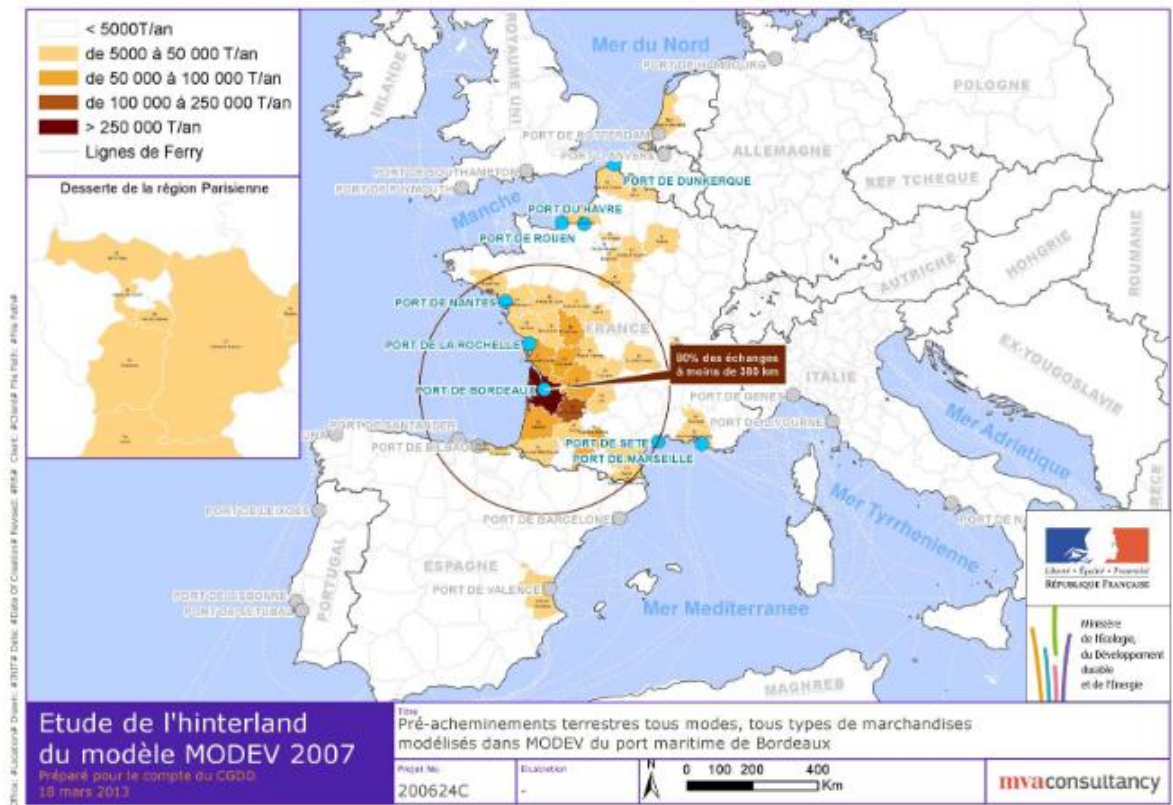 < 5000T/an
de 5000 à 50 000 T/an
de 50 000 à 100 000 T/an
de 100 000 à 250 000 T/an
> 250 000 T/an
Lignes de Ferry
Desserte de la région Parisienne
IRLANDE
ROYAUME UNI
Mer du Nord
PORT DE HAMBOURG
POLOGNE
PORT DE ROTTERDAM
PORT D'ANVERS
ALLEMAGNE
PORT DE SOUTHAMPTON
PORT DE PLYMOUTH
PORT DE DUNKERQUE
REP TCHEQUE
Manche
PORT DU HAVRE
PORT DE ROUEN
AUTRICHE
HONGRIE
ROUMANIE
PORT DE NANTES
FRANCE
PORT DE LA ROCHELLE
80% des échanges
à moins de 380 km
PORT DE BORDEAUX
ITALIE
EX-YOUGOSLAVIE
PORT DE GENES
PORT DE LIVOURNE
PORT DE SANTANDER
PORT DE BILBAO
PORT DE SETE
PORT DE MARSEILLE
Mer Adriatique
PORT DE LEIXOES
PORT DE BARCELONE
Mer Tyrrhenienne
PORT DE N
ESPAGNE
PORTUGAL
PORT DE VALENCE
PORT DE LISBONNE
PORT DE SETUBAL
Mer Mediterranee
MAGHREB
Liberté • Égalité • Fraternité
RÉPUBLIQUE FRANÇAISE
Ministère
de l'Écologie,
du Développement
durable
et de l'Énergie
Etude de l'hinterland
du modèle MODEV 2007
Préparé pour le compte du CGDD
18 mars 2013
Titre
Pré-acheminements terrestres tous modes, tous types de marchandises
modélisés dans MODEV du port maritime de Bordeaux
Projet No.
200624C
Illustration
-
N
0 100 200 400
Km
mvaconsultancy